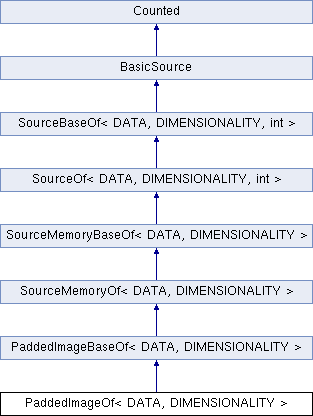 Counted
BasicSource
SourceBaseOf< DATA, DIMENSIONALITY, int >
SourceOf< DATA, DIMENSIONALITY, int >
SourceMemoryBaseOf< DATA, DIMENSIONALITY >
SourceMemoryOf< DATA, DIMENSIONALITY >
PaddedImageBaseOf< DATA, DIMENSIONALITY >
PaddedImageOf< DATA, DIMENSIONALITY >